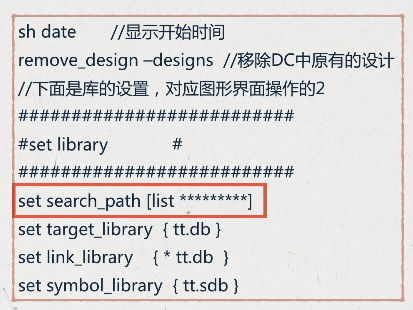 sh date //显示开始时间
remove_design –designs //移除DC中原有的设计
//下面是库的设置，对应图形界面操作的2
##########################
#set library #
##########################
set search_path [list *********]
set target_library { tt.db }
set link_library { * tt.db }
set symbol_library { tt.sdb }